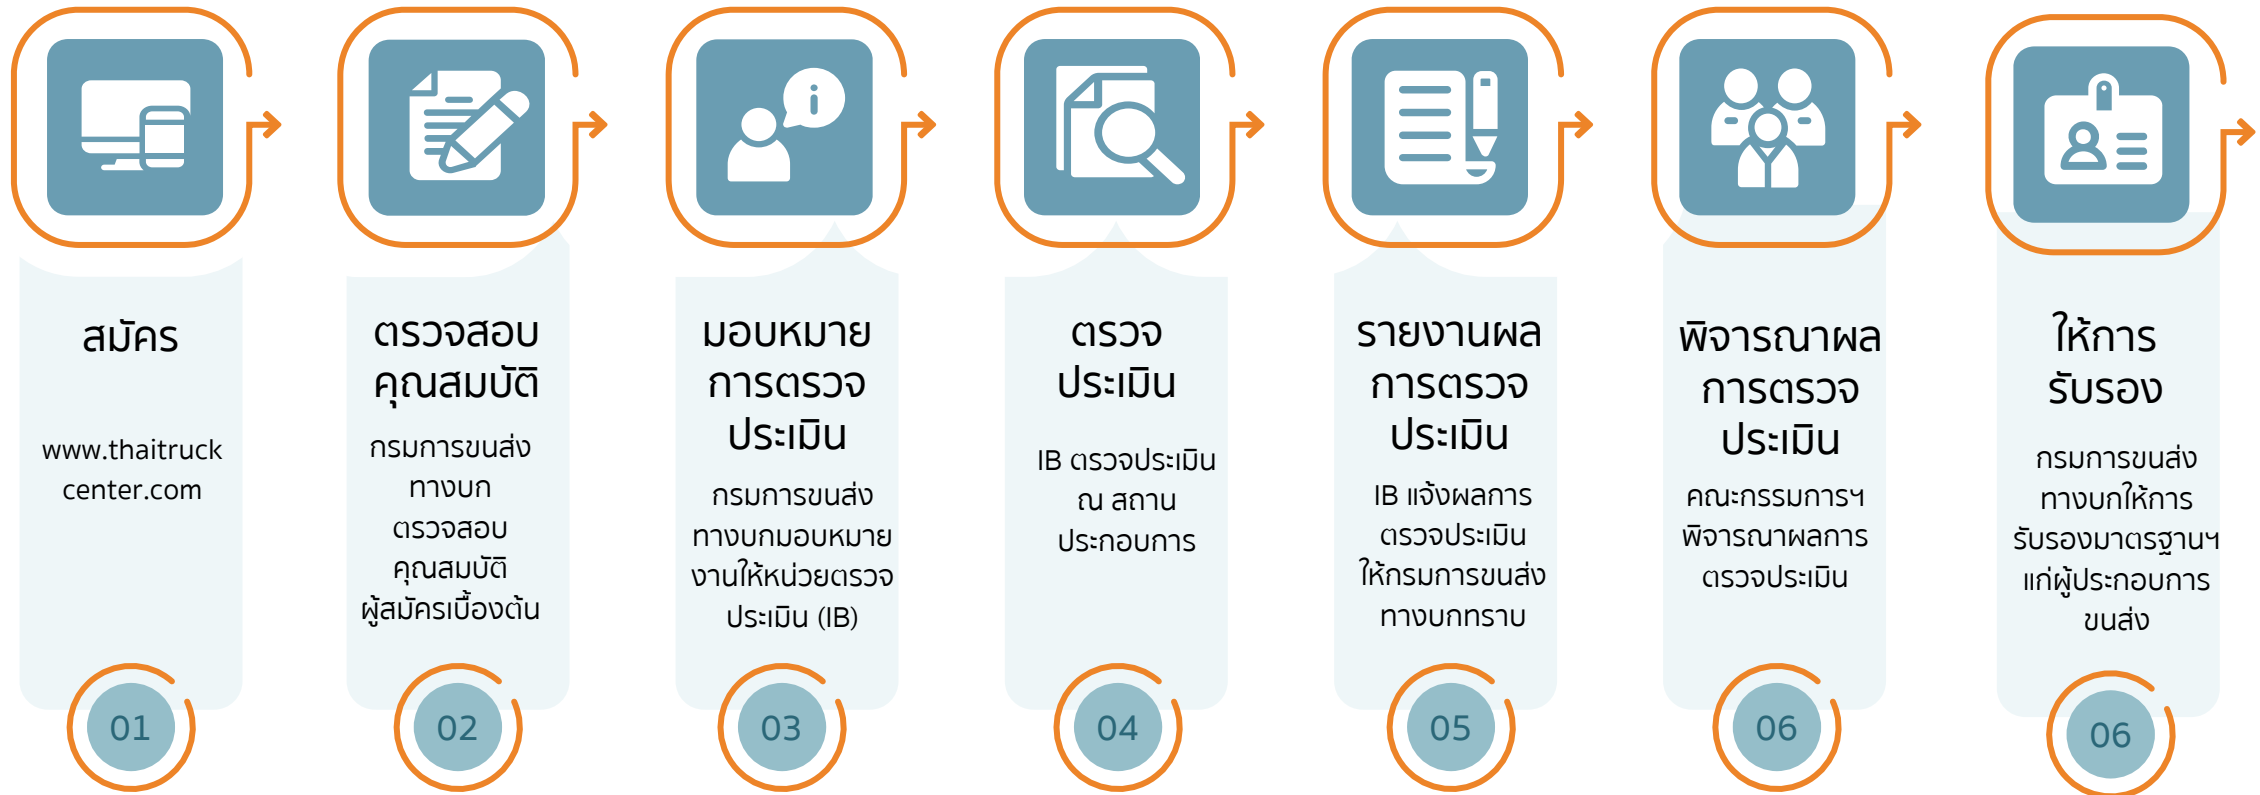 สมัคร
www.thaitruck
center.com
01
ตรวจสอบ
คุณสมบัติ
กรมการขนส่ง
ทางบก
ตรวจสอบ
คุณสมบัติ
ผู้สมัครเบื้องต้น
02
i
มอบหมาย
การตรวจ
ประเมิน
กรมการขนส่ง
ทางบกมอบหมาย
งานให้หน่วยตรวจ
ประเมิน (IB)
03
ตรวจ
ประเมิน
IB ตรวจประเมิน
ณ สถาน
ประกอบการ
04
รายงานผล
การตรวจ
ประเมิน
IB แจ้งผลการ
ตรวจประเมิน
ให้กรมการขนส่ง
ทางบกทราบ
05
พิจารณาผล
การตรวจ
ประเมิน
คณะกรรมการฯ
พิจารณาผลการ
ตรวจประเมิน
06
ให้การ
รับรอง
กรมการขนส่ง
ทางบกให้การ
รับรองมาตรฐานฯ
แก่ผู้ประกอบการ
ขนส่ง
06